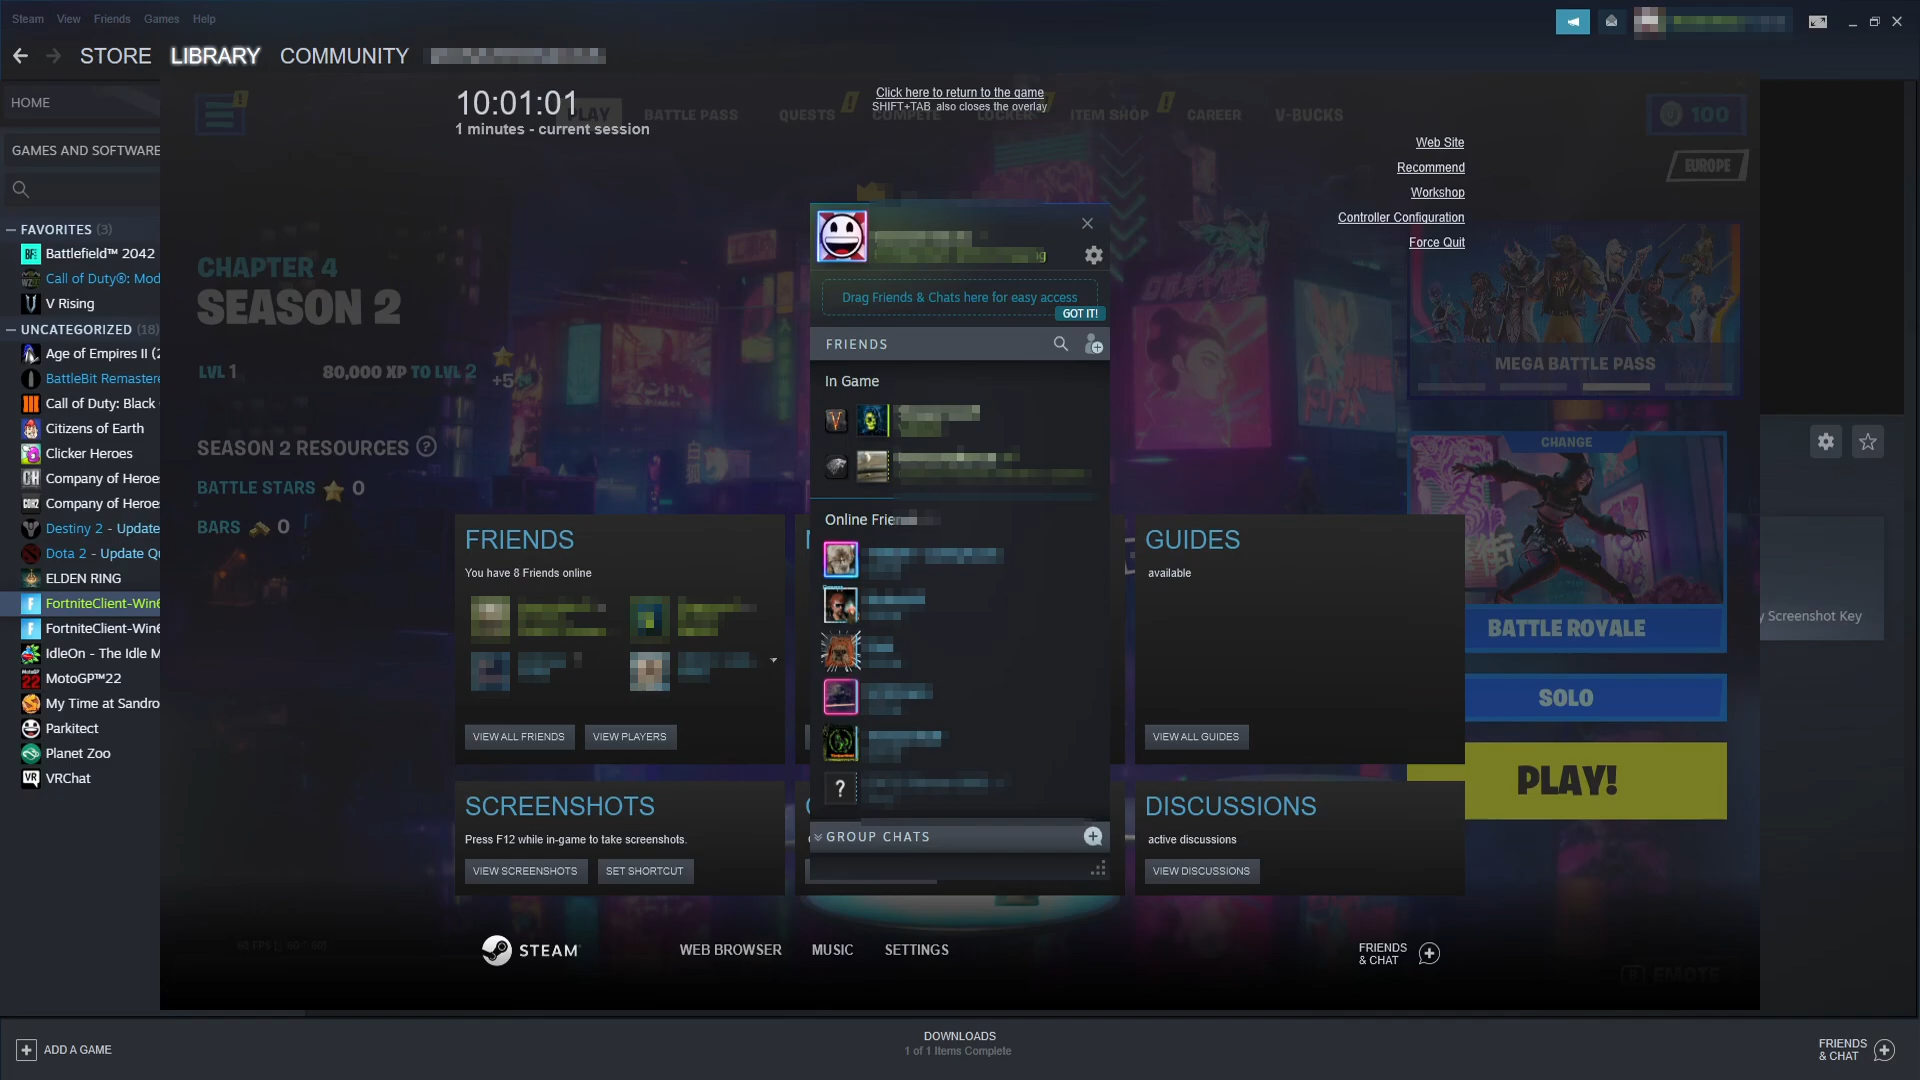 Steam View Friends Games Help
STORE LIBRARY COMMUNITY
HOME
GAMES AND SOFTWARE
FAVORITES (3)
Battlefield™ 2042
Call of Duty®: Mod
V Rising
UNCATEGORIZED (18)
Age of Empires II (2
BattleBit Remastere
Call of Duty: Black
Citizens of Earth
Clicker Heroes
Company of Heroe
Company of Heroe
Destiny 2 - Update
Dota 2 - Update Qu
ELDEN RING
FortniteClient-Win6
FortniteClient-Win6
IdleOn - The Idle M
MotoGP™22
My Time at Sandro
Parkitect
Planet Zoo
VRChat
10:01:01
1 minutes - current session
Click here to return to the game
SHIFT+TAB also closes the overlay
PLAY BATTLE PASS QUESTS COMPETE LOCKER ITEM SHOP CAREER V-BUCKS
100
EUROPE
Web Site
Recommend
Workshop
Controller Configuration
Force Quit
CHAPTER 4
SEASON 2
LVL 1 80,000 XP TO LVL 2
+5
SEASON 2 RESOURCES ?
BATTLE STARS 0
BARS 0
Drag Friends & Chats here for easy access
GOT IT!
FRIENDS
In Game
Online Frie
?
GROUP CHATS
MEGA BATTLE PASS
CHANGE
BATTLE ROYALE
SOLO
PLAY!
y Screenshot Key
FRIENDS
You have 8 Friends online
VIEW ALL FRIENDS VIEW PLAYERS
GUIDES
available
VIEW ALL GUIDES
SCREENSHOTS
Press F12 while in-game to take screenshots.
VIEW SCREENSHOTS SET SHORTCUT
DISCUSSIONS
active discussions
VIEW DISCUSSIONS
STEAM
WEB BROWSER MUSIC SETTINGS
FRIENDS
& CHAT
EMOTE
ADD A GAME
DOWNLOADS
1 of 1 Items Complete
FRIENDS
& CHAT